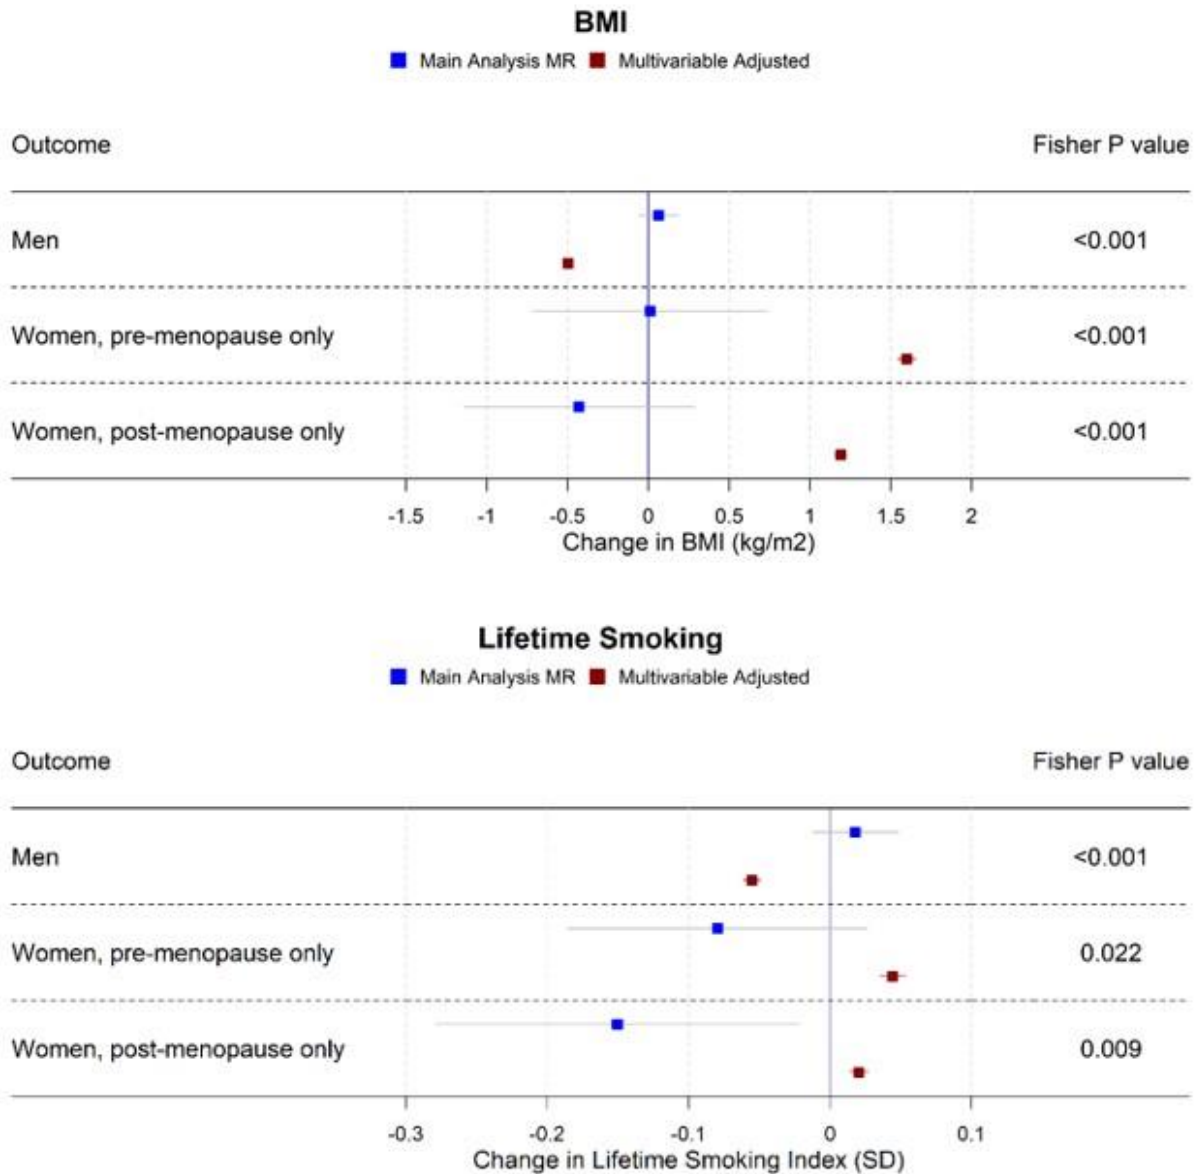 BMI
Main Analysis MR Multivariable Adjusted
Outcome Fisher P value
Men <0.001
Women, pre-menopause only <0.001
Women, post-menopause only <0.001
-1.5 -1 -0.5 0 0.5 1 1.5 2
Change in BMI (kg/m2)
Lifetime Smoking
Main Analysis MR Multivariable Adjusted
Outcome Fisher P value
Men <0.001
Women, pre-menopause only 0.022
Women, post-menopause only 0.009
-0.3 -0.2 -0.1 0 0.1
Change in Lifetime Smoking Index (SD)